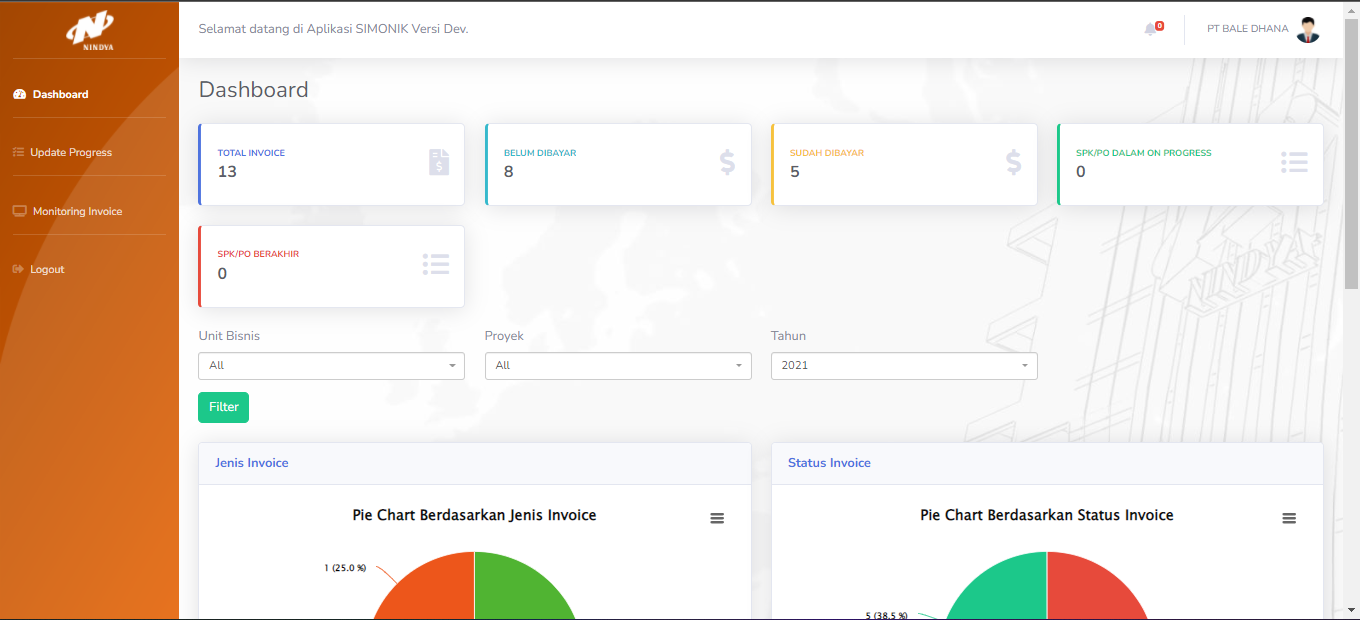 NINDYA
Selamat datang di Aplikasi SIMONIK Versi Dev.
0
PT BALE DHANA
Dashboard
Update Progress
Monitoring Invoice
Logout
Dashboard
TOTAL INVOICE
13
BELUM DIBAYAR
8
SUDAH DIBAYAR
5
SPK/PO DALAM ON PROGRESS
0
SPK/PO BERAKHIR
0
NINDYA
Unit Bisnis
All
Proyek
All
Tahun
2021
Filter
Jenis Invoice
Pie Chart Berdasarkan Jenis Invoice
1 (25.0 %)
Status Invoice
Pie Chart Berdasarkan Status Invoice
5 (38.5 %)